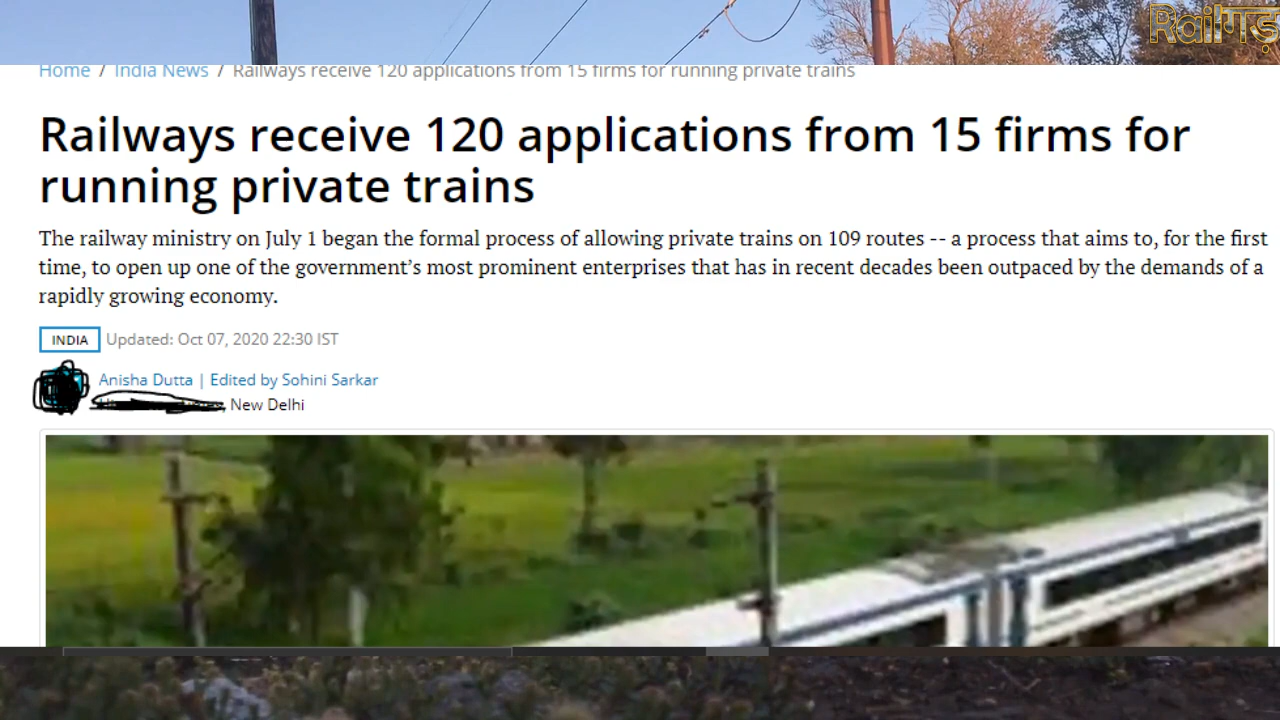 Railगड़
Home / India News / Railways receive 120 applications from 15 firms for running private trains
Railways receive 120 applications from 15 firms for
running private trains
The railway ministry on July 1 began the formal process of allowing private trains on 109 routes -- a process that aims to, for the first
time, to open up one of the government’s most prominent enterprises that has in recent decades been outpaced by the demands of a
rapidly growing economy.
INDIA Updated: Oct 07, 2020 22:30 IST
Anisha Dutta | Edited by Sohini Sarkar
, New Delhi